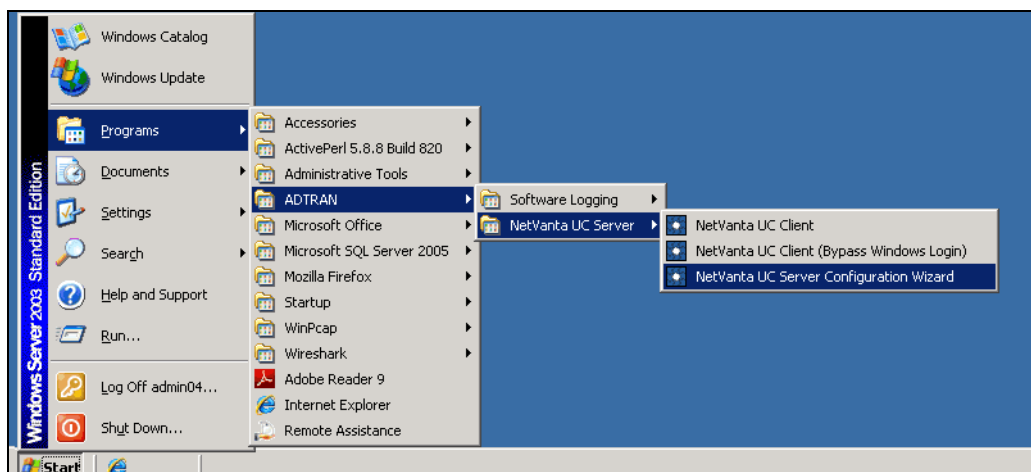 Windows Server 2003 Standard Edition
Windows Catalog
Windows Update
Programs
Documents
Settings
Search
Help and Support
Run...
Log Off admin04...
Shut Down...
Accessories
ActivePerl 5.8.8 Build 820
Administrative Tools
ADTRAN
Microsoft Office
Microsoft SQL Server 2005
Mozilla Firefox
Startup
WinPcap
Wireshark
Adobe Reader 9
Internet Explorer
Remote Assistance
Software Logging
NetVanta UC Server
NetVanta UC Client
NetVanta UC Client (Bypass Windows Login)
NetVanta UC Server Configuration Wizard
Start